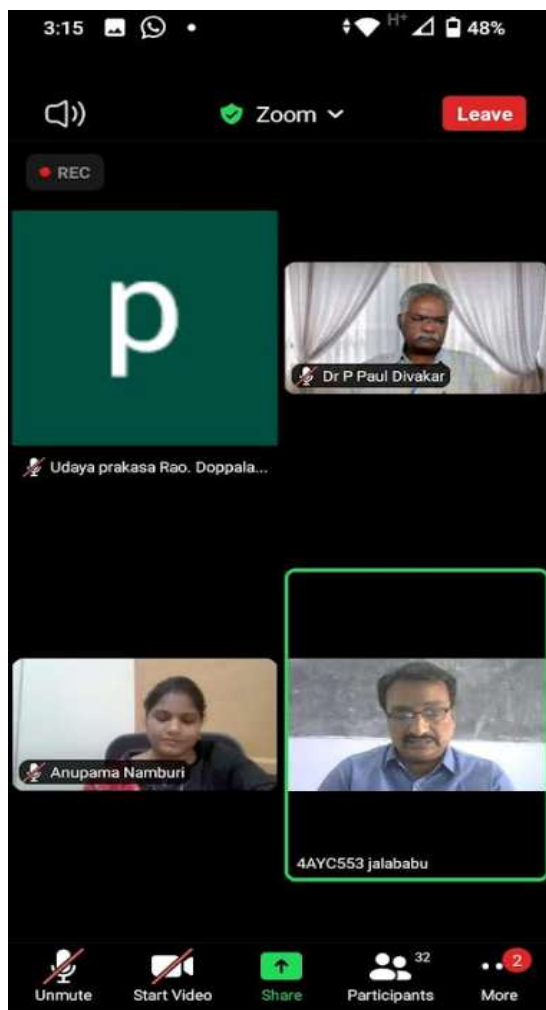 3:15 H+ 48%
Zoom Leave
REC
p
Dr P Paul Divakar
Udaya prakasa Rao. Doppala...
Anupama Namburi
4AYC553 jalababu
32 2
Unmute Start Video Share Participants More